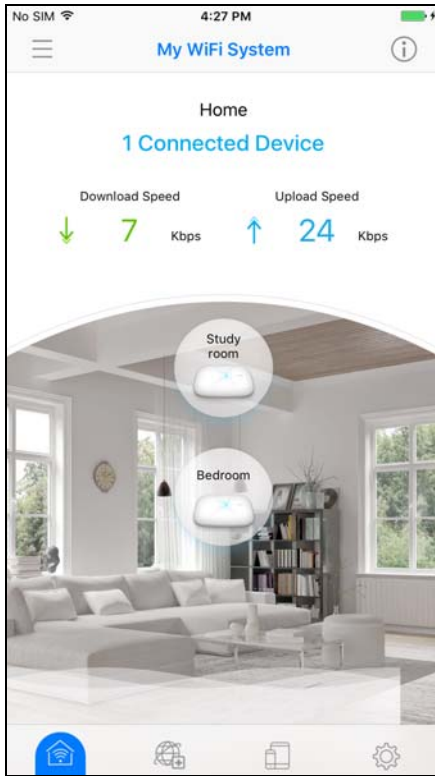 No SIM 4:27 PM
My WiFi System
Home
1 Connected Device
Download Speed Upload Speed
7 Kbps 24 Kbps
Study
room
Bedroom